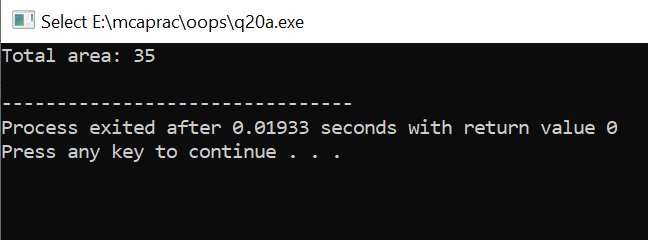 Select E:\mcaprac\oops\q20a.exe
Total area: 35
--------------------------------
Process exited after 0.01933 seconds with return value 0
Press any key to continue . . .